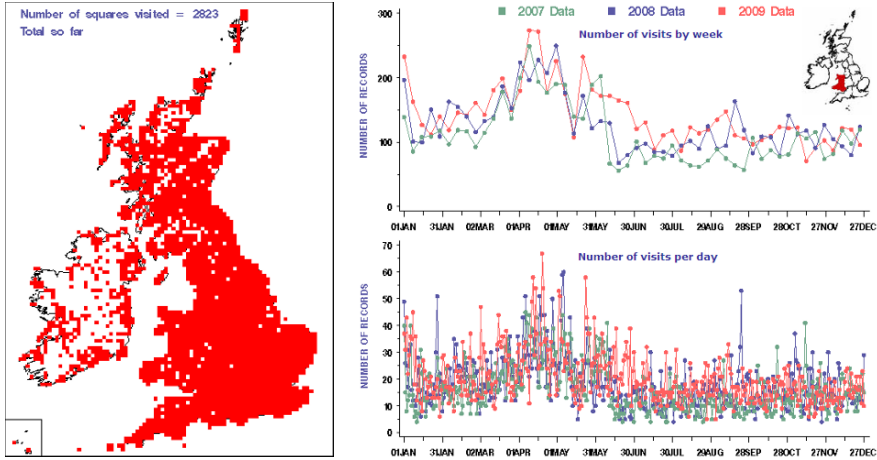 Number of squares visited = 2823
Total so far
2007 Data 2008 Data 2009 Data
Number of visits by week
NUMBER OF RECORDS
300
200
100
0
01JAN 31JAN 02MAR 01APR 01MAY 31MAY 30JUN 30JUL 29AUG 28SEP 28OCT 27NOV 27DEC
Number of visits per day
NUMBER OF RECORDS
70
60
50
40
30
20
10
0
01JAN 31JAN 02MAR 01APR 01MAY 31MAY 30JUN 30JUL 29AUG 28SEP 28OCT 27NOV 27DEC